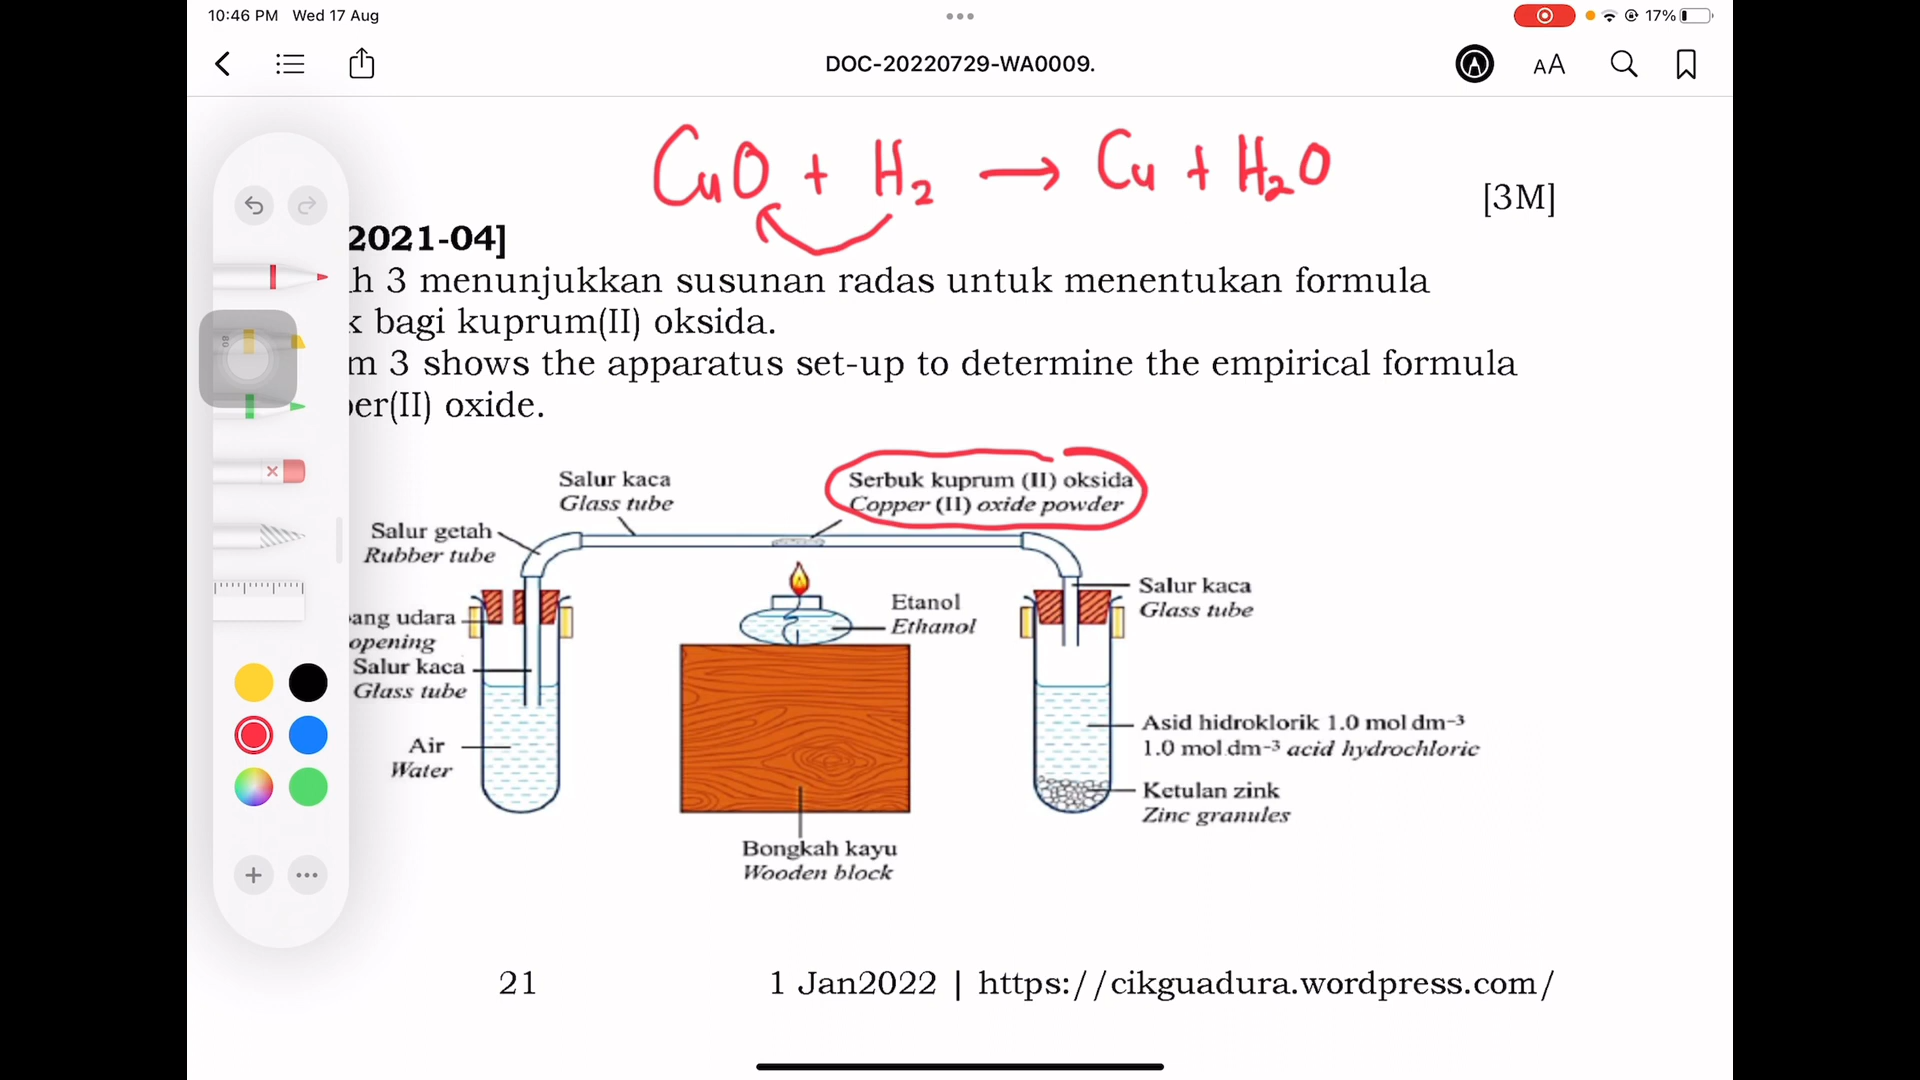 10:46 PM Wed 17 Aug
17%
DOC-20220729-WA0009.
AA
CuO + H₂ → Cu + H₂O
[3M]
2021-04]
h 3 menunjukkan susunan radas untuk menentukan formula
k bagi kuprum(II) oksida.
m 3 shows the apparatus set-up to determine the empirical formula
per(II) oxide.
80
Salur kaca
Glass tube
Serbuk kuprum (II) oksida
Copper (II) oxide powder
Salur getah
Rubber tube
Salur kaca
Glass tube
Etanol
Ethanol
ang udara
opening
Salur kaca
Glass tube
Air
Water
Asid hidroklorik 1.0 mol dm⁻³
1.0 mol dm⁻³ acid hydrochloric
Ketulan zink
Zinc granules
Bongkah kayu
Wooden block
21 1 Jan2022 | https://cikguadura.wordpress.com/